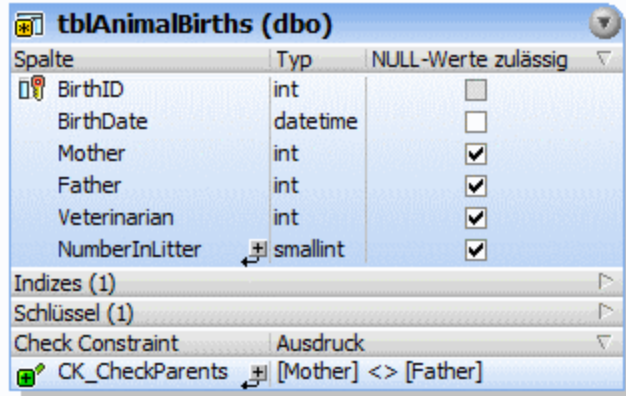 tblAnimalBirths (dbo)
Spalte Typ NULL-Werte zulässig
BirthID int
BirthDate datetime
Mother int
Father int
Veterinarian int
NumberInLitter smallint
Indizes (1)
Schlüssel (1)
Check Constraint Ausdruck
CK_CheckParents [Mother] <> [Father]